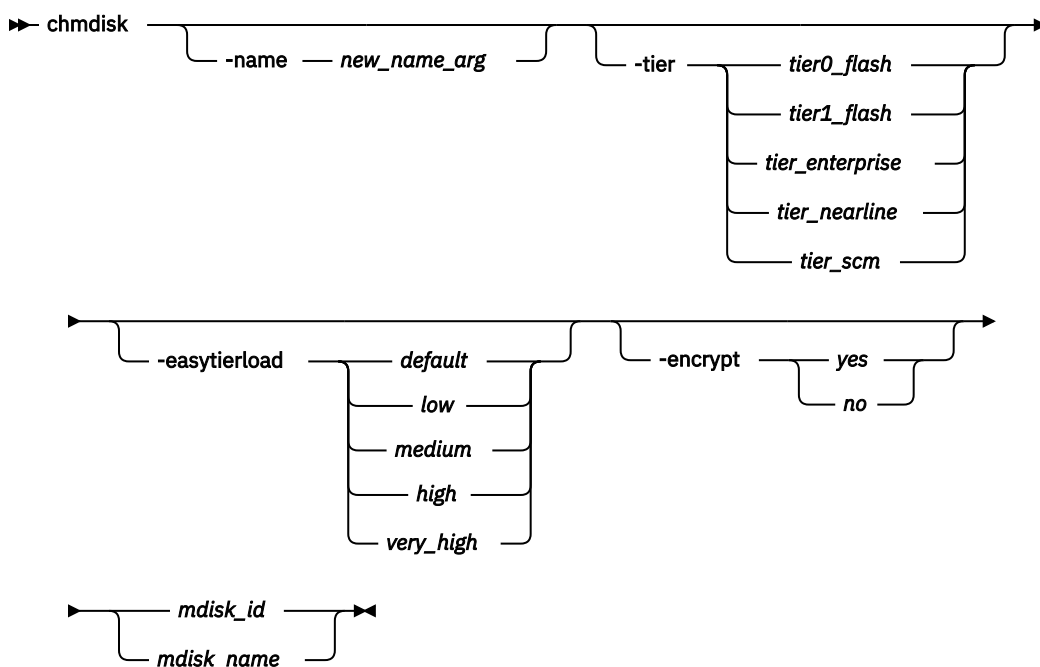 chmdisk
-name new_name_arg
-tier tier0_flash
tier1_flash
tier_enterprise
tier_nearline
tier_scm
-easytierload default
low
medium
high
very_high
-encrypt yes
no
mdisk_id
mdisk_name